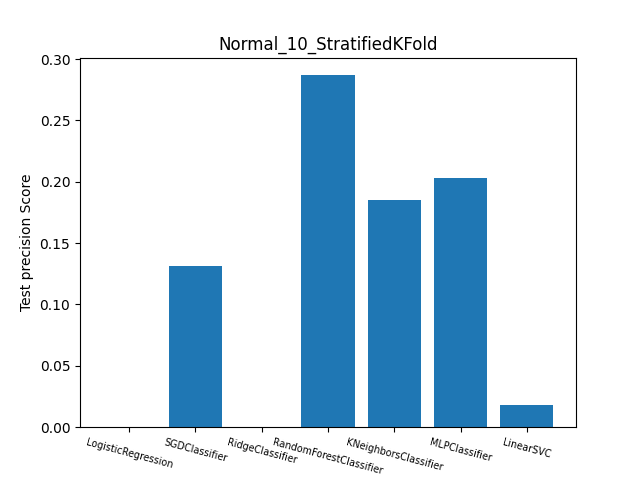 Normal_10_StratifiedKFold
Test precision Score
0.30
0.25
0.20
0.15
0.10
0.05
0.00
LogisticRegression
SGDClassifier
RidgeClassifier
RandomForestClassifier
KNeighborsClassifier
MLPClassifier
LinearSVC